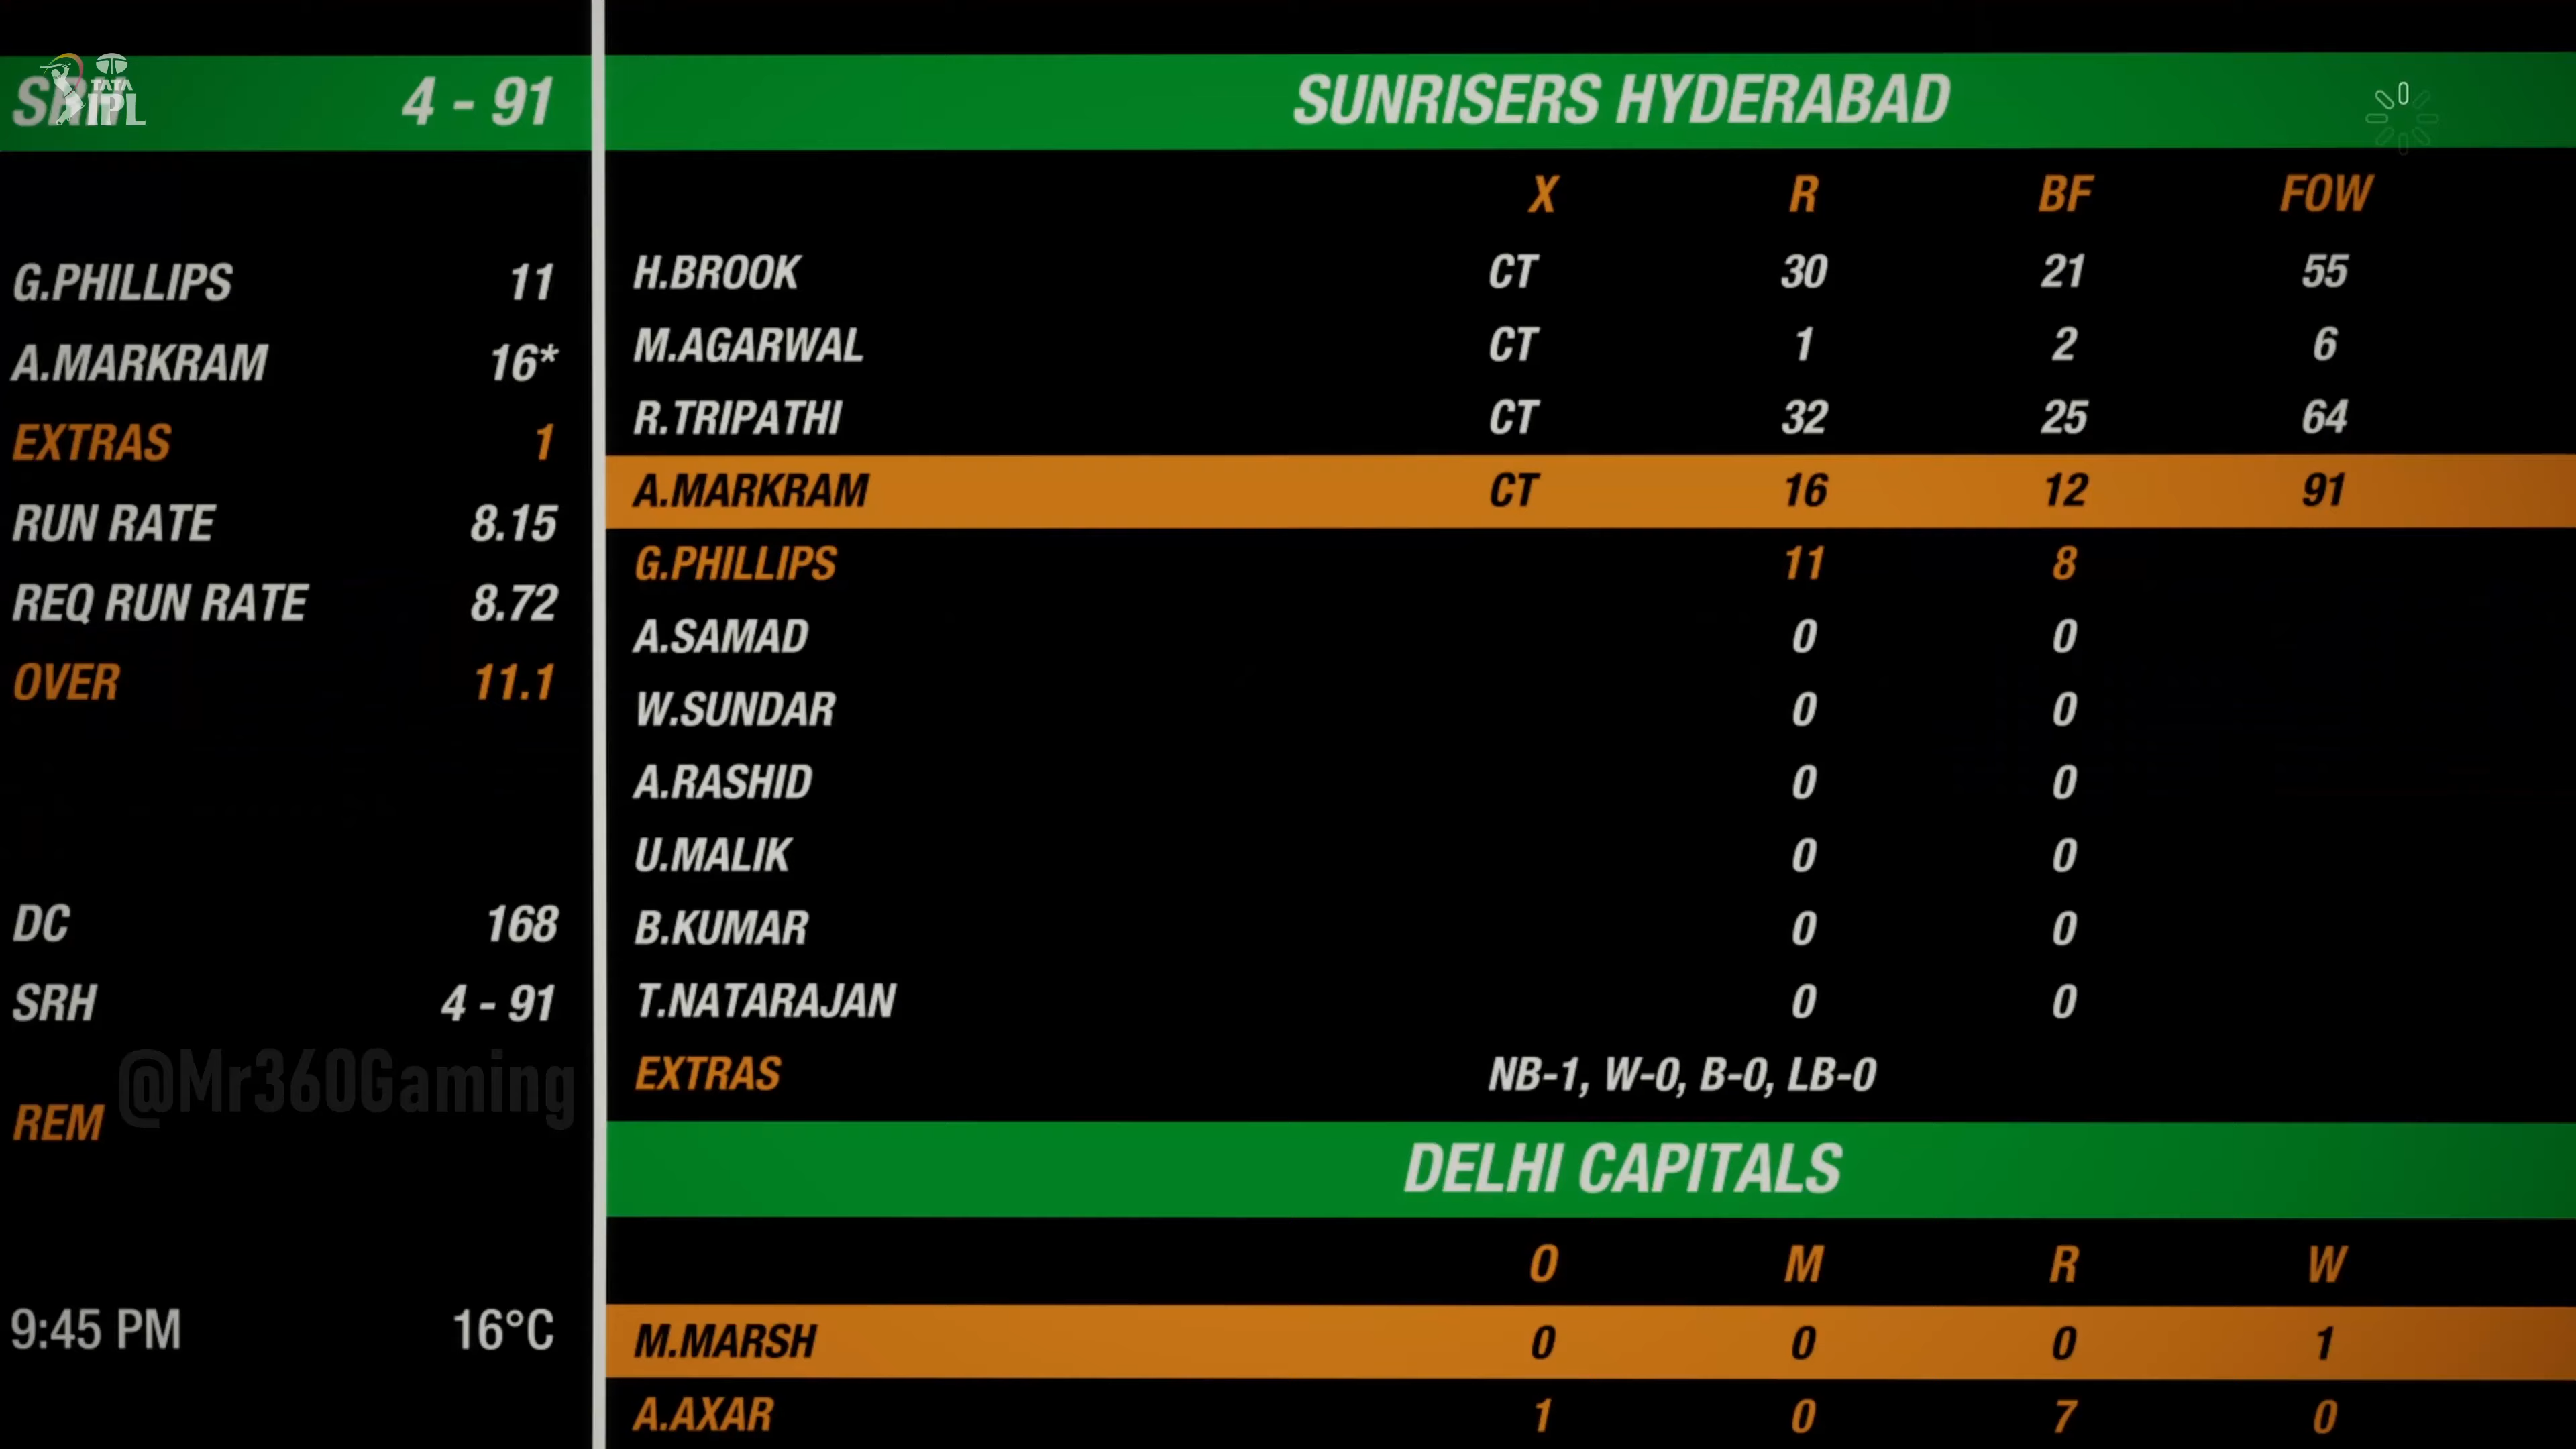 SRH 4 - 91
TATA
IPL
G.PHILLIPS 11
A.MARKRAM 16*
EXTRAS 1
RUN RATE 8.15
REQ RUN RATE 8.72
OVER 11.1
DC 168
SRH 4 - 91
@Mr360Gaming
REM
9:45 PM 16°C
SUNRISERS HYDERABAD
X R BF FOW
H.BROOK CT 30 21 55
M.AGARWAL CT 1 2 6
R.TRIPATHI CT 32 25 64
A.MARKRAM CT 16 12 91
G.PHILLIPS 11 8
A.SAMAD 0 0
W.SUNDAR 0 0
A.RASHID 0 0
U.MALIK 0 0
B.KUMAR 0 0
T.NATARAJAN 0 0
EXTRAS NB-1, W-0, B-0, LB-0
DELHI CAPITALS
O M R W
M.MARSH 0 0 0 1
A.AXAR 1 0 7 0